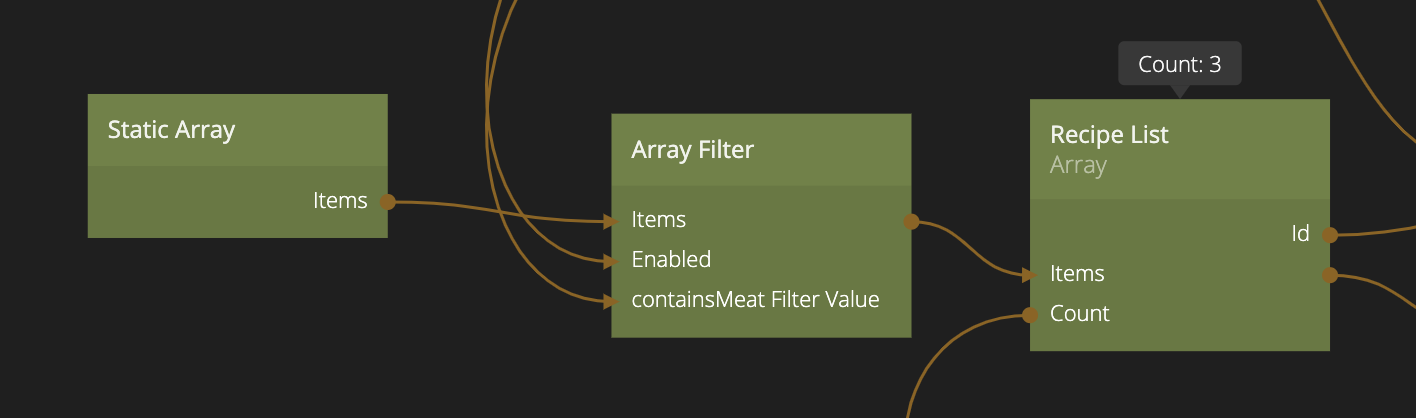 Static Array
Items
Array Filter
Items
Enabled
containsMeat Filter Value
Count: 3
Recipe List
Array
Id
Items
Count